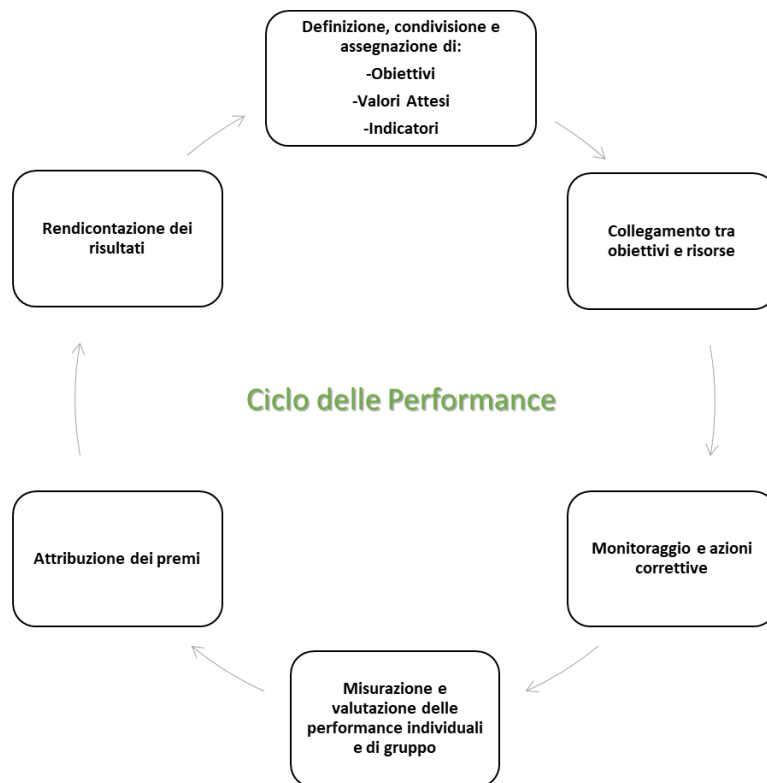 Definizione, condivisione e
assegnazione di:
-Obiettivi
-Valori Attesi
-Indicatori
Collegamento tra
obiettivi e risorse
Monitoraggio e azioni
correttive
Misurazione e
valutazione delle
performance individuali
e di gruppo
Attribuzione dei premi
Rendicontazione dei
risultati
Ciclo delle Performance